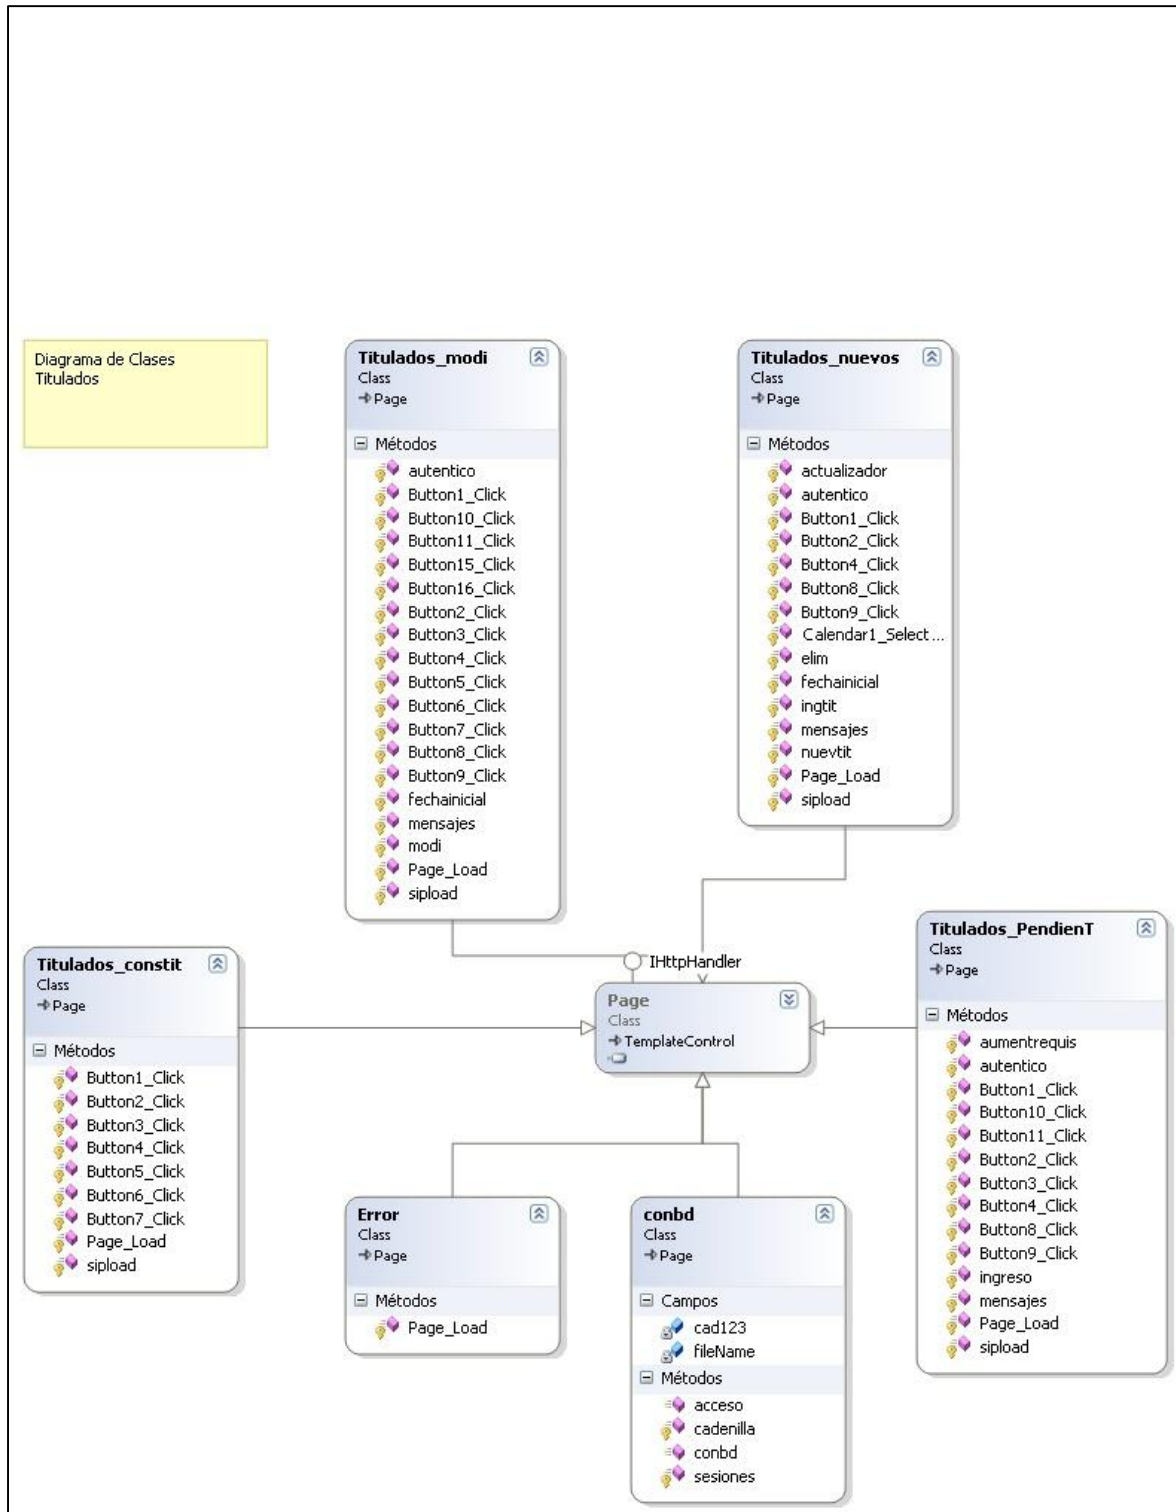 Diagrama de Clases
Titulados
Titulados_modi
Class
Page
Métodos
autentico
Button1_Click
Button10_Click
Button11_Click
Button15_Click
Button16_Click
Button2_Click
Button3_Click
Button4_Click
Button5_Click
Button6_Click
Button7_Click
Button8_Click
Button9_Click
fechainicial
mensajes
modi
Page_Load
sipload
Titulados_nuevos
Class
Page
Métodos
actualizador
autentico
Button1_Click
Button2_Click
Button4_Click
Button8_Click
Button9_Click
Calendar1_Select...
elim
fechainicial
ingtit
mensajes
nuevtit
Page_Load
sipload
Titulados_constit
Class
Page
Métodos
Button1_Click
Button2_Click
Button3_Click
Button4_Click
Button5_Click
Button6_Click
Button7_Click
Page_Load
sipload
IHttpHandler
Page
Class
TemplateControl
Titulados_PendienT
Class
Page
Métodos
aumentrequis
autentico
Button1_Click
Button10_Click
Button11_Click
Button2_Click
Button3_Click
Button4_Click
Button8_Click
Button9_Click
ingreso
mensajes
Page_Load
sipload
Error
Class
Page
Métodos
Page_Load
conbd
Class
Page
Campos
cad123
fileName
Métodos
acceso
cadenilla
conbd
sesiones